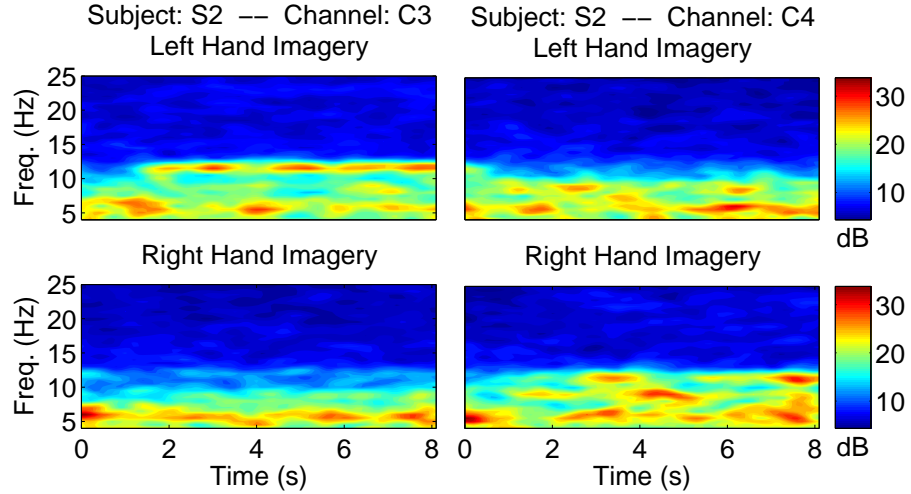 Subject: S2 –– Channel: C3
Left Hand Imagery
Subject: S2 –– Channel: C4
Left Hand Imagery
25
20
15
10
5
Freq. (Hz)
30
20
10
dB
Right Hand Imagery
Right Hand Imagery
25
20
15
10
5
Freq. (Hz)
0 2 4 6 8
Time (s)
0 2 4 6 8
Time (s)
30
20
10
dB